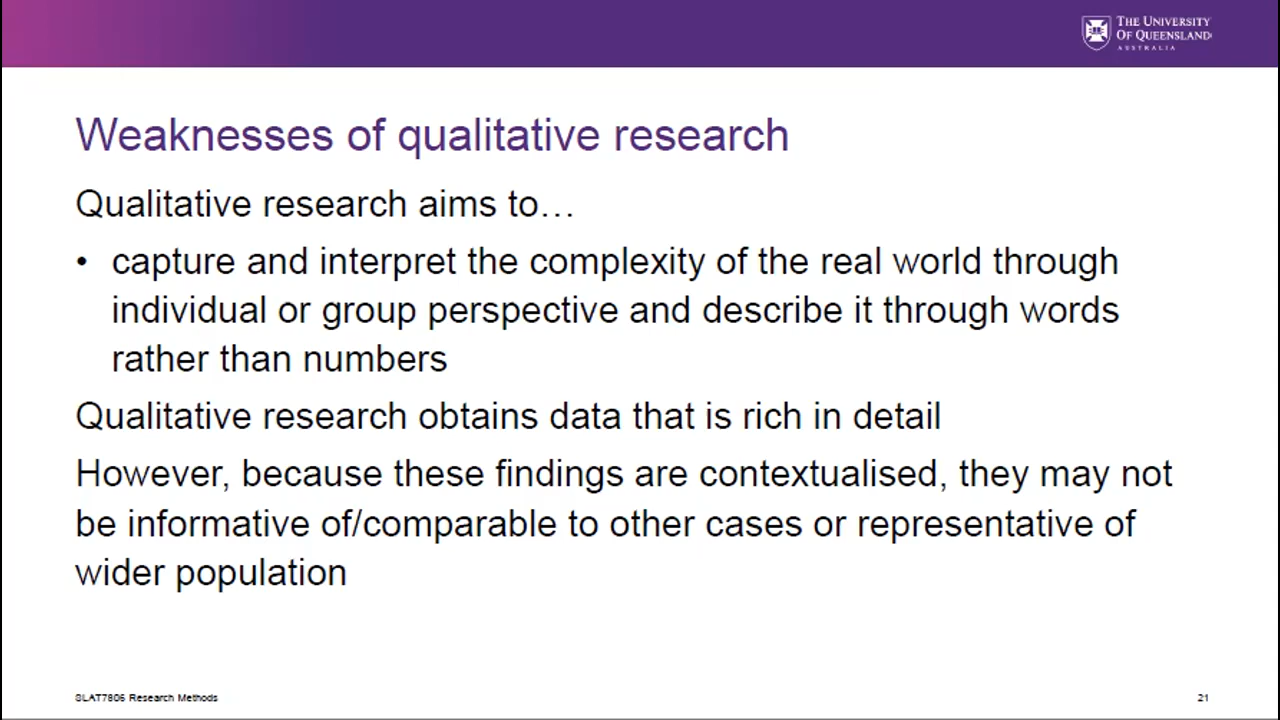 THE UNIVERSITY
OF QUEENSLAND
AUSTRALIA
Weaknesses of qualitative research
Qualitative research aims to…
• capture and interpret the complexity of the real world through
individual or group perspective and describe it through words
rather than numbers
Qualitative research obtains data that is rich in detail
However, because these findings are contextualised, they may not
be informative of/comparable to other cases or representative of
wider population
SLAT7806 Research Methods
21